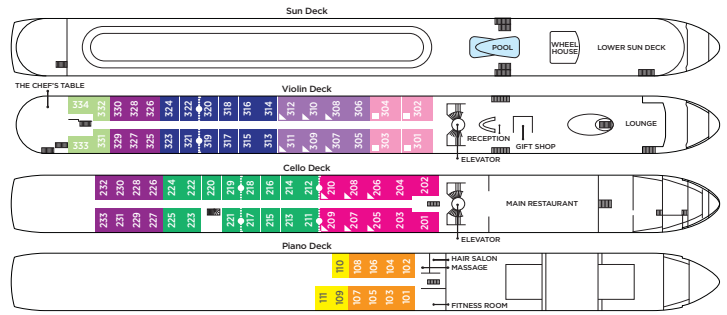 Sun Deck
POOL
WHEEL
HOUSE
LOWER SUN DECK
Violin Deck
THE CHEF'S TABLE
334 332 330 328 326 324 322 320 318 316 314 312 310 308 306 304 302
333 331 329 327 325 323 321 319 317 315 313 311 309 307 305 303 301
RECEPTION
GIFT SHOP
LOUNGE
ELEVATOR
Cello Deck
232 230 228 226 224 222 220 219 218 216 214 212 210 208 206 204 202
233 231 229 227 225 223 221 217 215 213 211 209 207 205 203 201
MAIN RESTAURANT
ELEVATOR
Piano Deck
110 108 106 104 102
111 109 107 105 103 101
HAIR SALON
MASSAGE
FITNESS ROOM